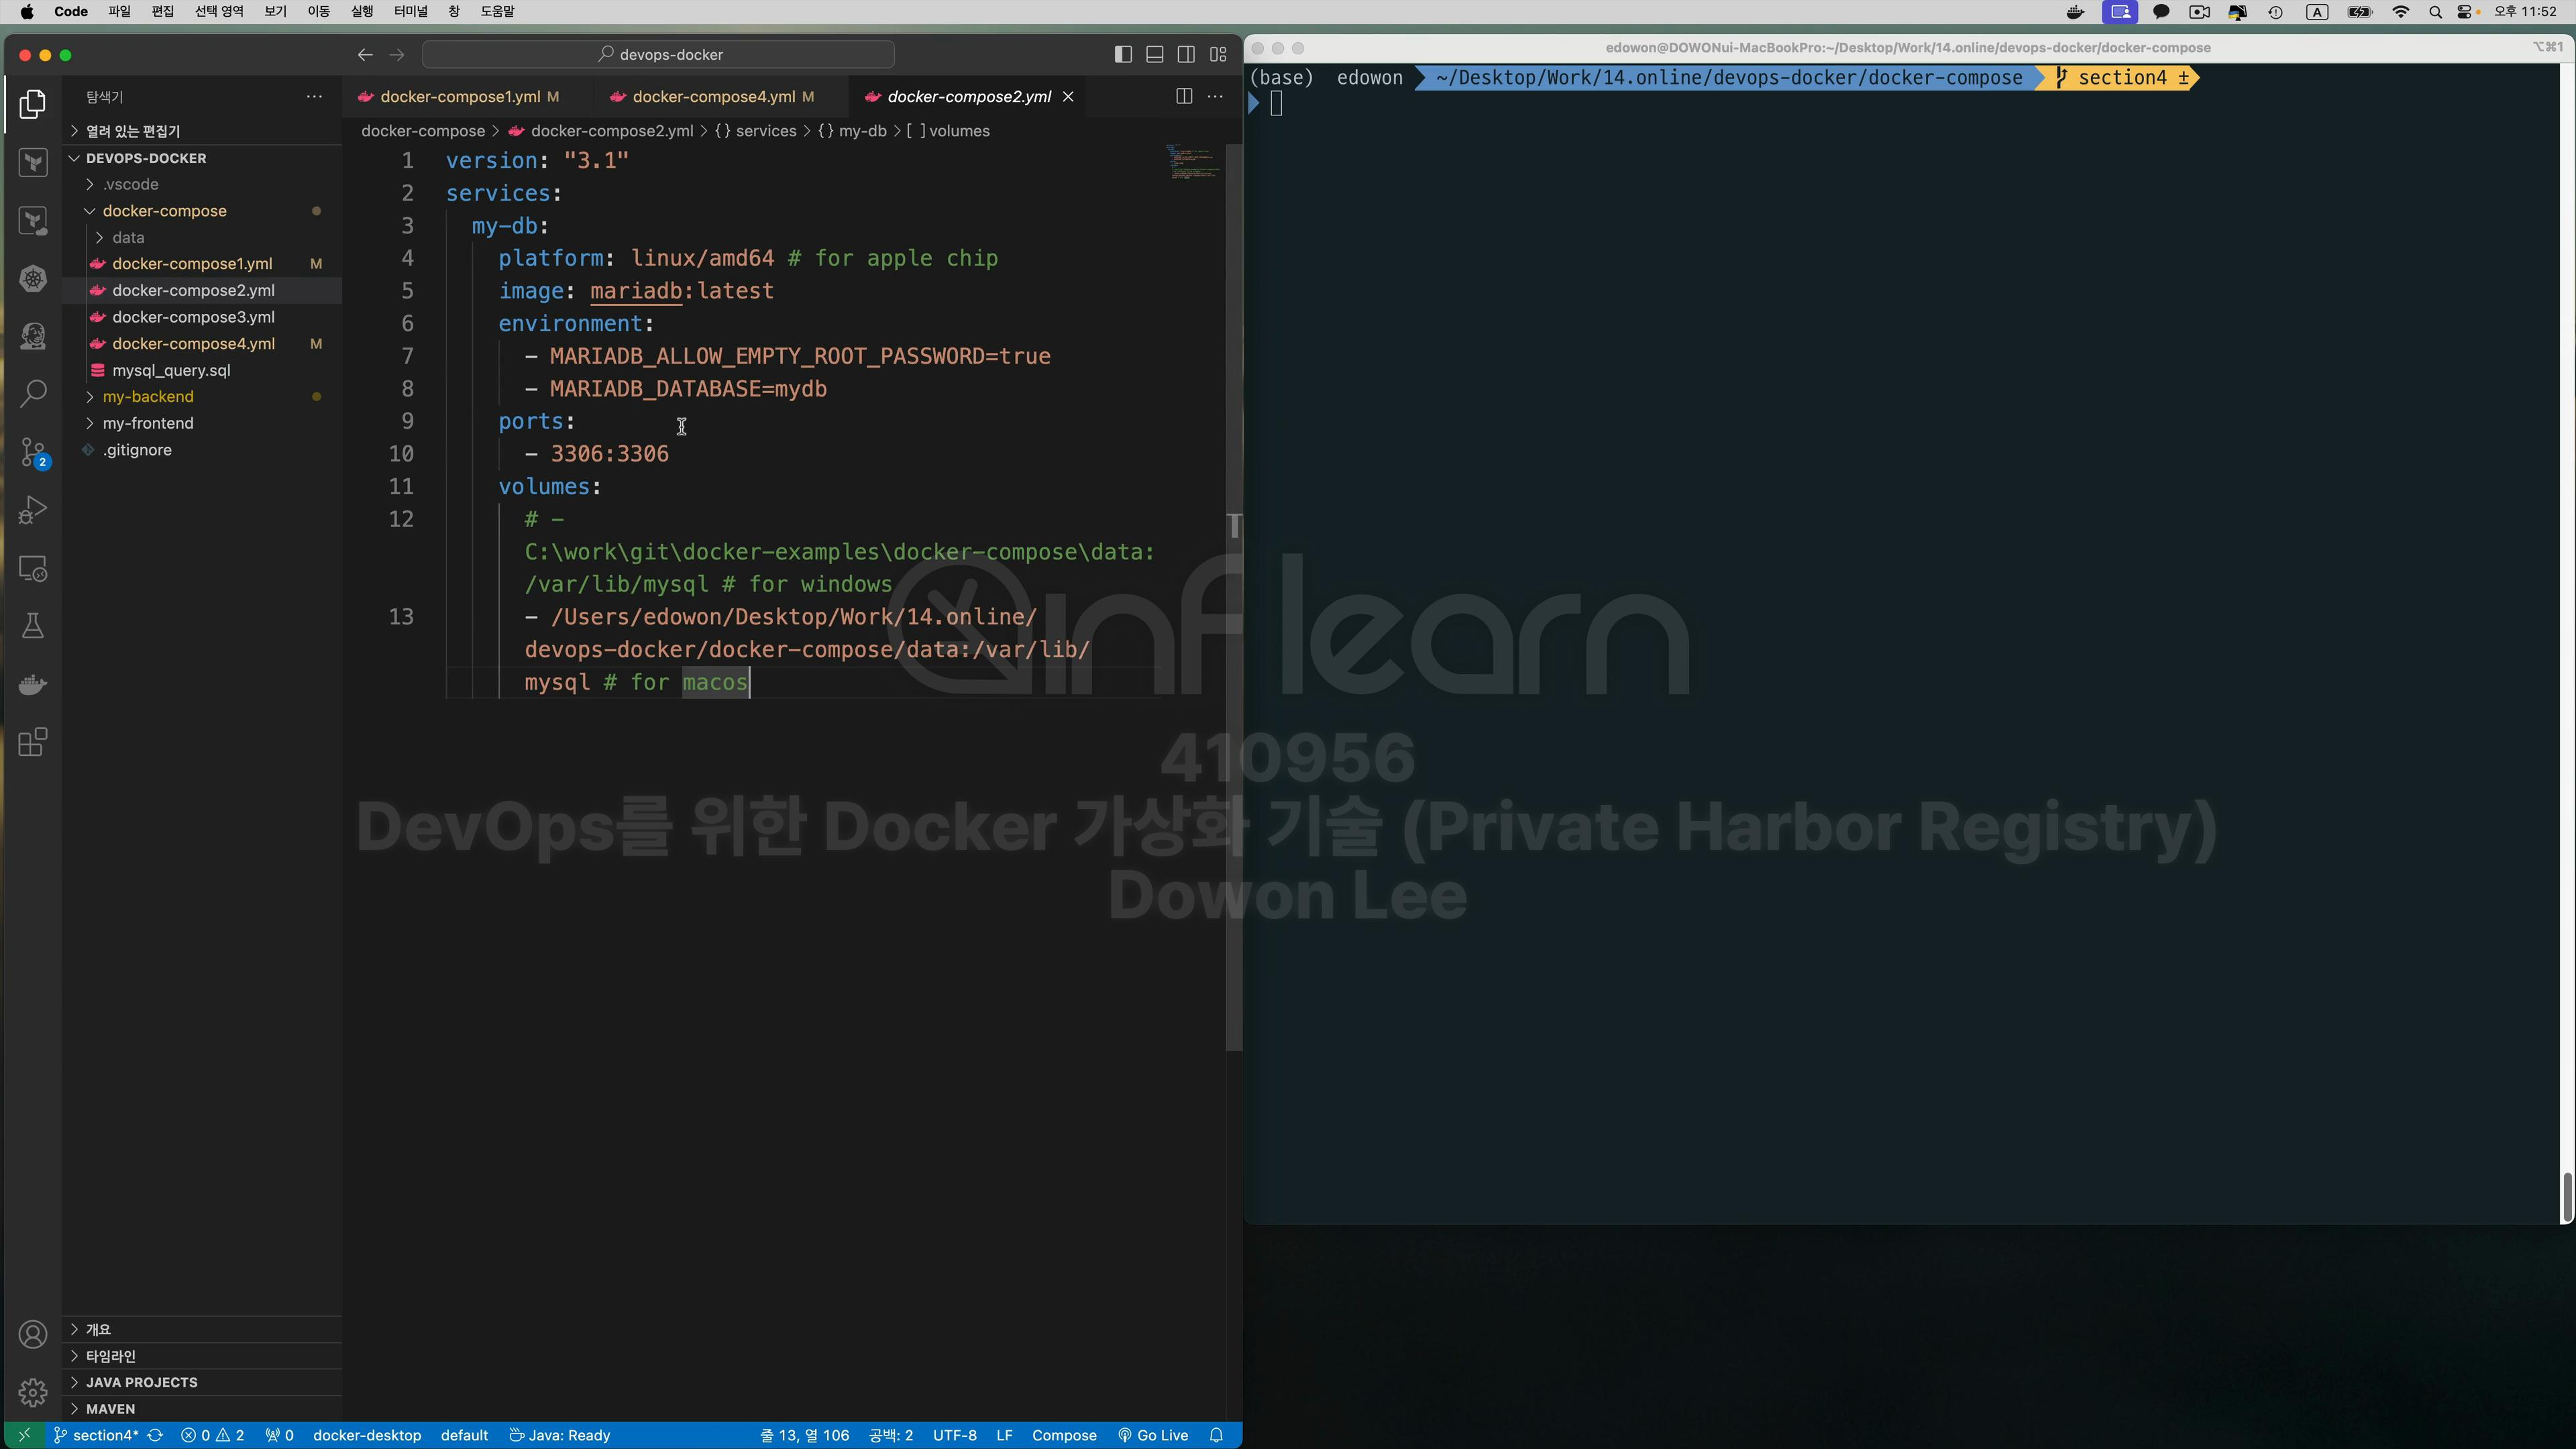 Code 파일 편집 선택 영역 보기 이동 실행 터미널 창 도움말
A 오후 11:52
devops-docker
edowon@DOWONui-MacBookPro:~/Desktop/Work/14.online/devops-docker/docker-compose
⌥⌘1
탐색기
열려 있는 편집기
DEVOPS-DOCKER
.vscode
docker-compose
data
docker-compose1.yml M
docker-compose2.yml
docker-compose3.yml
docker-compose4.yml M
mysql_query.sql
my-backend
my-frontend
.gitignore
2
개요
타임라인
JAVA PROJECTS
MAVEN
docker-compose1.yml M docker-compose4.yml M docker-compose2.yml
docker-compose > docker-compose2.yml > {} services > {} my-db > [ ] volumes
1 version: "3.1"
2 services:
3 my-db:
4 platform: linux/amd64 # for apple chip
5 image: mariadb:latest
6 environment:
7 - MARIADB_ALLOW_EMPTY_ROOT_PASSWORD=true
8 - MARIADB_DATABASE=mydb
9 ports:
10 - 3306:3306
11 volumes:
12 # -
C:\work\git\docker-examples\docker-compose\data:
/var/lib/mysql # for windows
13 - /Users/edowon/Desktop/Work/14.online/
devops-docker/docker-compose/data:/var/lib/
mysql # for macos
(base) edowon ~/Desktop/Work/14.online/devops-docker/docker-compose section4 ±
inflearn
410956
DevOps를 위한 Docker 가상화 기술 (Private Harbor Registry)
Dowon Lee
section4* 0 2 0 docker-desktop default Java: Ready 줄 13, 열 106 공백: 2 UTF-8 LF Compose Go Live